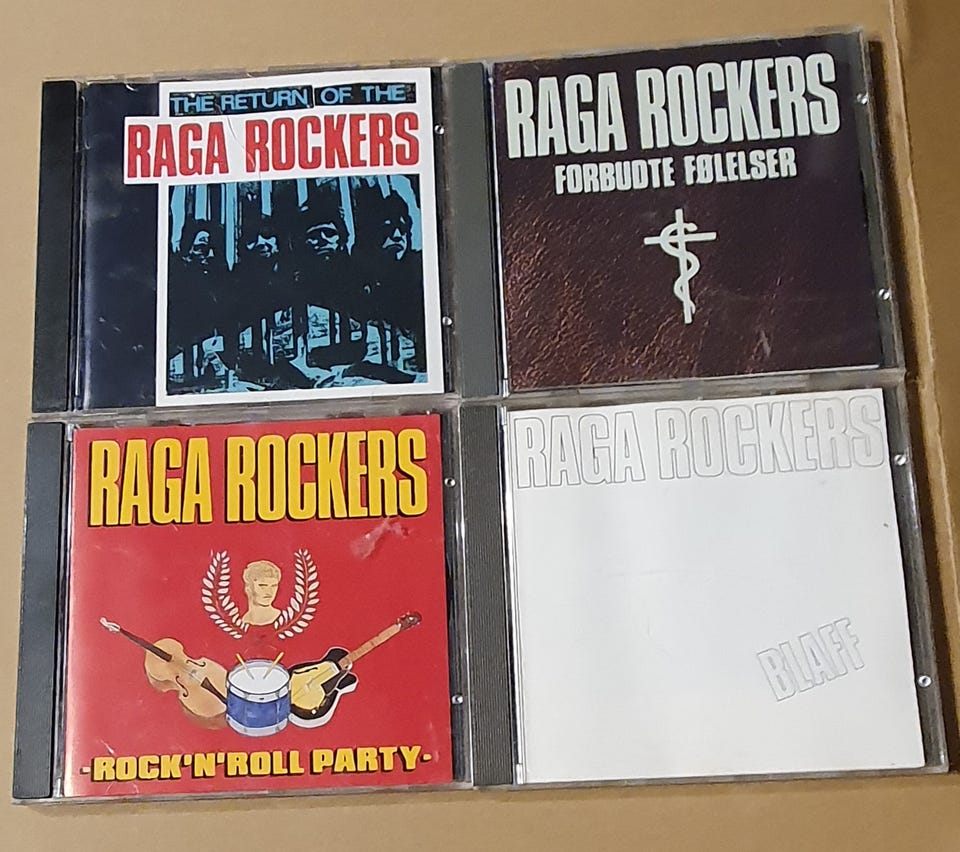 THE RETURN OF THE
RAGA ROCKERS
RAGA ROCKERS
FORBUDTE FØLELSER
RAGA ROCKERS
-ROCK'N'ROLL PARTY-
RAGA ROCKERS
BLAFF